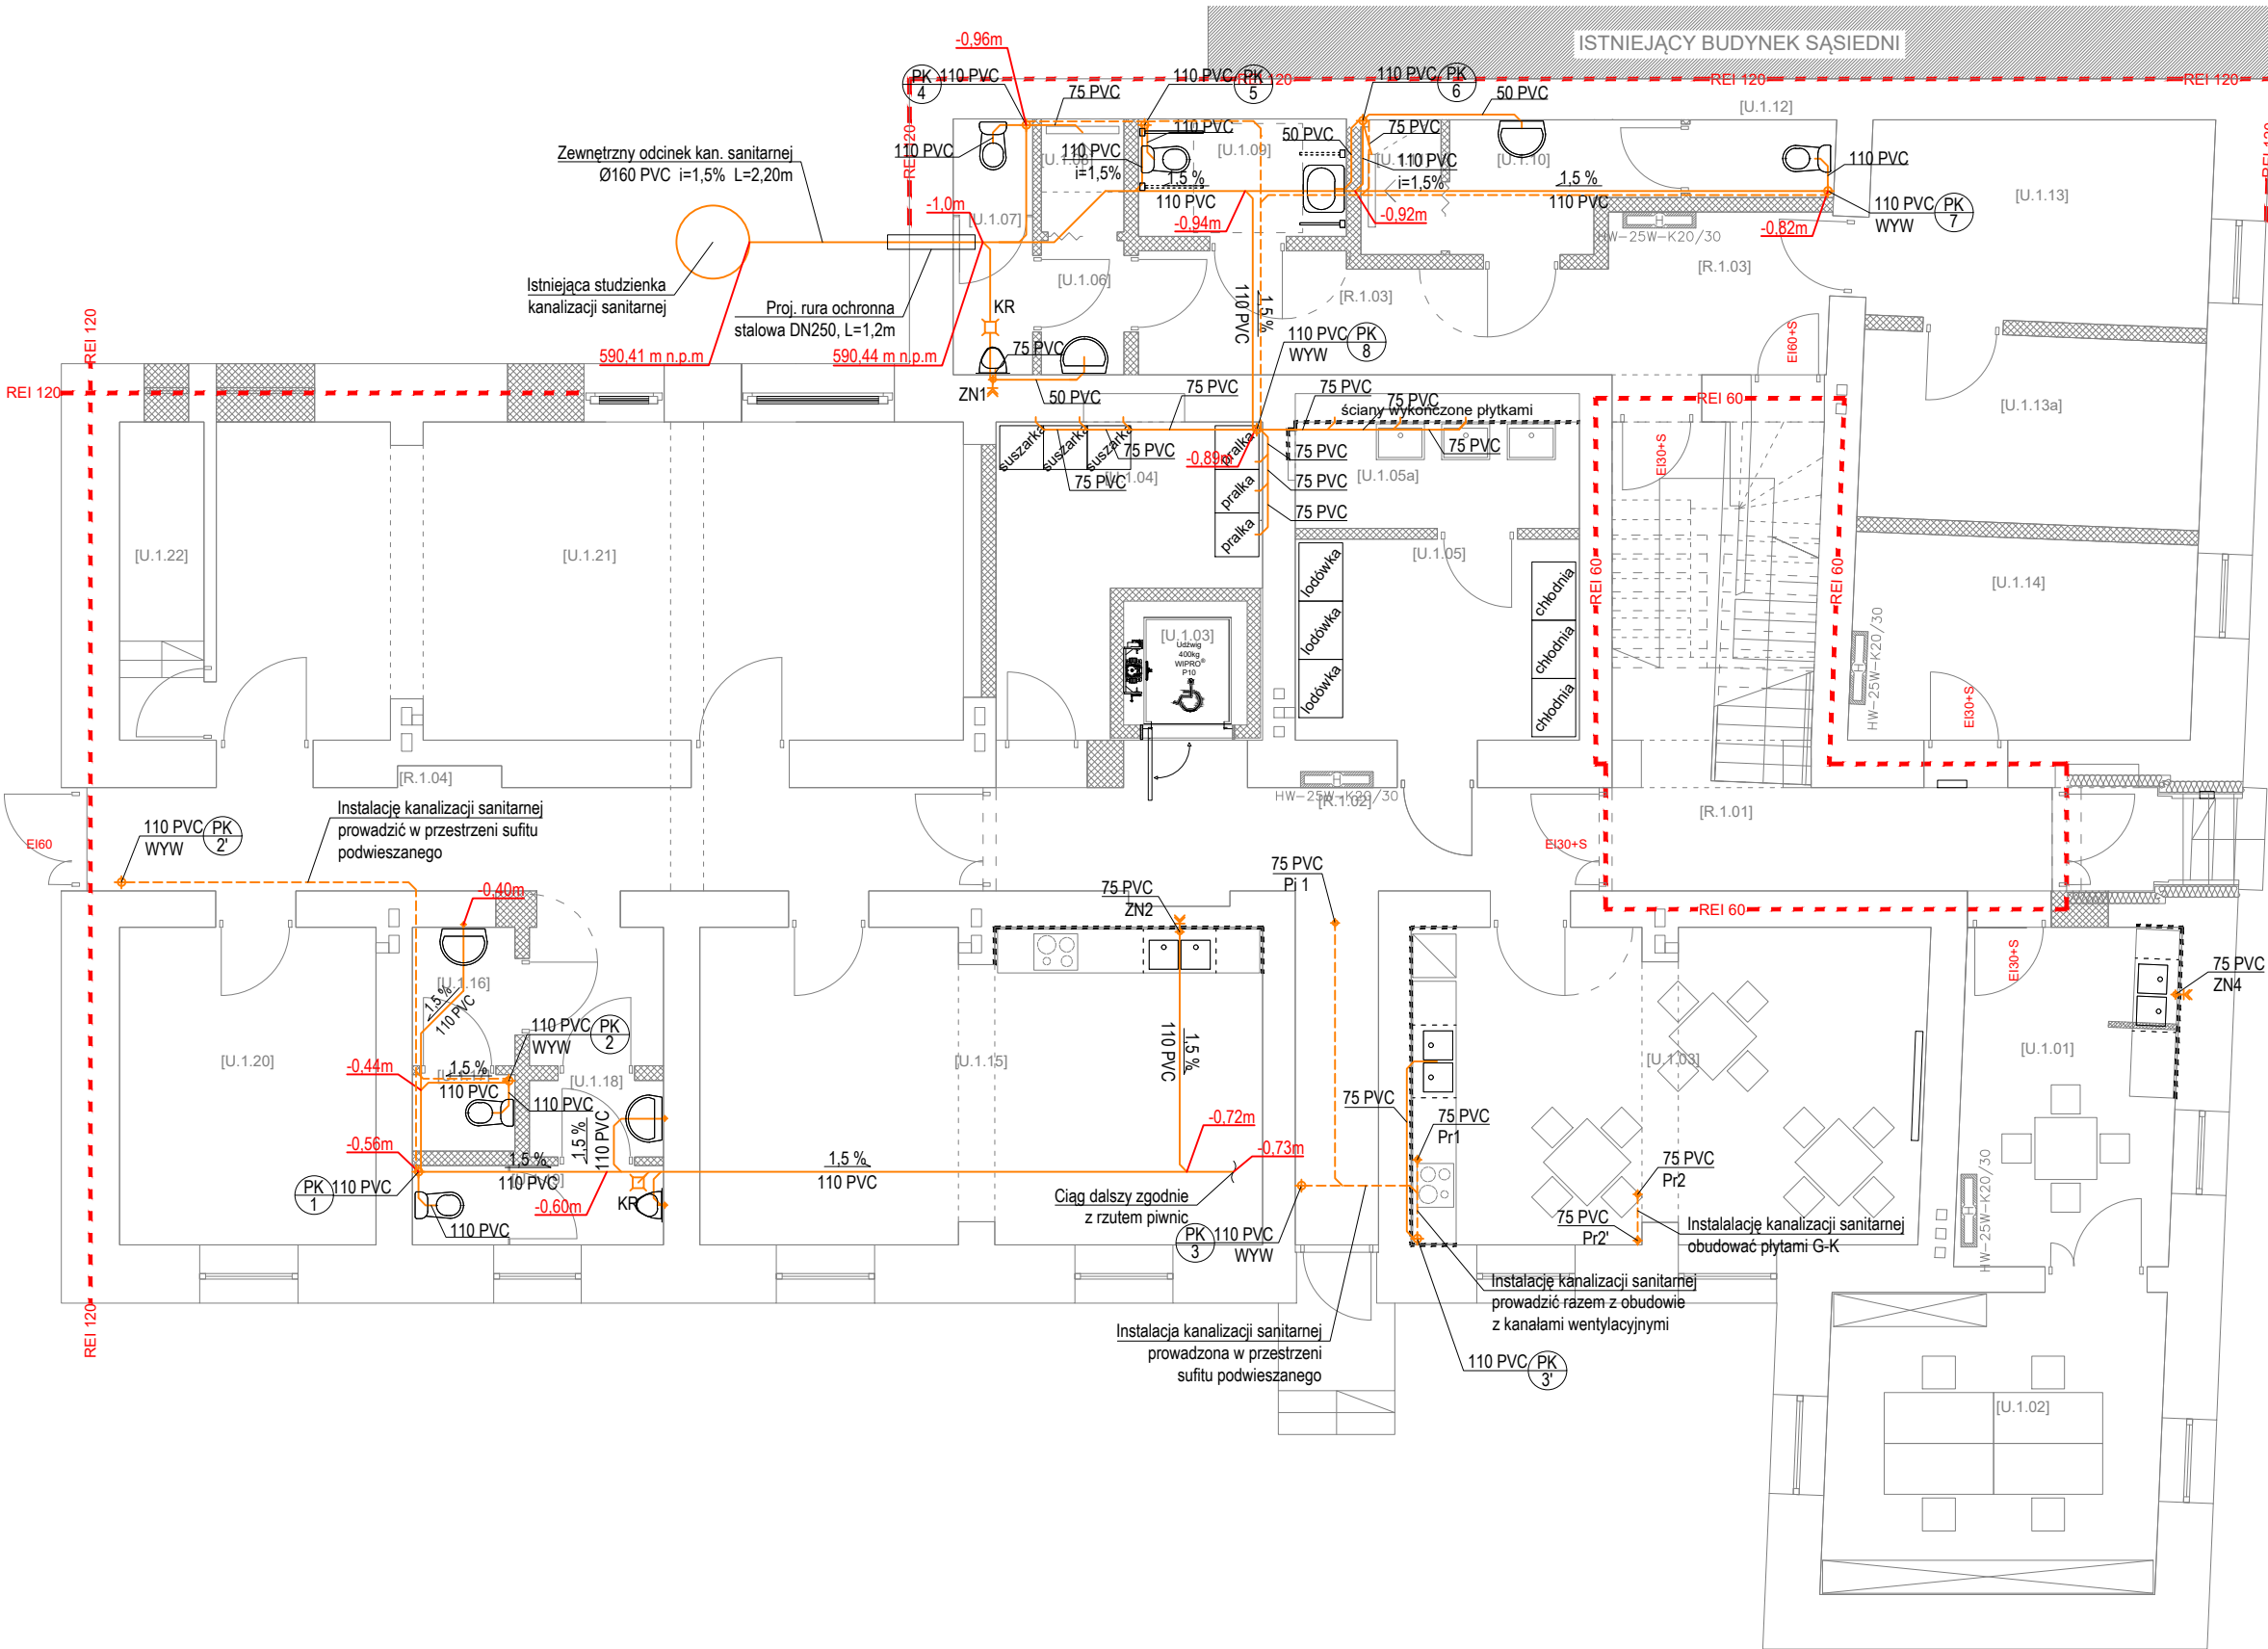 ISTNIEJĄCY BUDYNEK SĄSIEDNI
-0,96m
PK
4
110 PVC
75 PVC
110 PVC
PK
5
REI 120
110 PVC
PK
6
50 PVC
REI 120
REI 120
[U.1.12]
REI 120
REI 120
Zewnętrzny odcinek kan. sanitarnej
Ø160 PVC i=1,5% L=2,20m
110 PVC
110 PVC
110 PVC
i=1,5%
[U.1.09]
50 PVC
75 PVC
110 PVC
i=1,5%
[U.1.10]
110 PVC
[U.1.13]
1,5 %
110 PVC
1,5 %
110 PVC
110 PVC
WYW
PK
7
-1,0m
[U.1.07]
-0,94m
-0,92m
-0,82m
HW-25W-K20/30
[R.1.03]
[U.1.06]
[R.1.03]
Istniejąca studzienka
kanalizacji sanitarnej
Proj. rura ochronna
stalowa DN250, L=1,2m
KR
1,5 %
110 PVC
110 PVC
WYW
PK
8
EI60+S
590,41 m n.p.m
590,44 m n.p.m
75 PVC
REI 120
REI 120
ZN1
50 PVC
75 PVC
75 PVC
75 PVC
ściany wykończone płytkami
REI 60
[U.1.13a]
suszarka
suszarka
suszarka
75 PVC
75 PVC
[U.1.04]
-0,89m
pralka
pralka
pralka
75 PVC
75 PVC
75 PVC
75 PVC
[U.1.05a]
EI30+S
[U.1.22]
[U.1.21]
[U.1.05]
lodówka
lodówka
lodówka
chłodnia
chłodnia
chłodnia
REI 60
REI 60
[U.1.14]
HW-25W-K20/30
[U.1.03]
Udźwig
400kg
WIPRO®
P10
EI30+S
[R.1.04]
HW-25W-K20/30
[R.1.02]
[R.1.01]
EI60
110 PVC
WYW
PK
2'
Instalację kanalizacji sanitarnej
prowadzić w przestrzeni sufitu
podwieszanego
EI30+S
-0,40m
75 PVC
ZN2
75 PVC
Pi 1
REI 60
EI30+S
75 PVC
ZN4
[U.1.16]
1,5 %
110 PVC
110 PVC
WYW
PK
2
1,5 %
110 PVC
[U.1.20]
[U.1.15]
[U.1.03]
[U.1.01]
-0,44m
1,5 %
110 PVC
[U.1.18]
110 PVC
75 PVC
75 PVC
Pr1
-0,72m
-0,73m
-0,56m
1,5 %
110 PVC
1,5 %
110 PVC
1,5 %
110 PVC
PK
1
110 PVC
110 PVC
-0,60m
KR
Ciąg dalszy zgodnie
z rzutem piwnic
PK
3
110 PVC
WYW
75 PVC
Pr2
75 PVC
Pr2'
Instalalację kanalizacji sanitarnej
obudować płytami G-K
HW-25W-K20/30
Instalację kanalizacji sanitarnej
prowadzić razem z obudowie
z kanałami wentylacyjnymi
REI 120
Instalacja kanalizacji sanitarnej
prowadzona w przestrzeni
sufitu podwieszanego
110 PVC
PK
3'
[U.1.02]